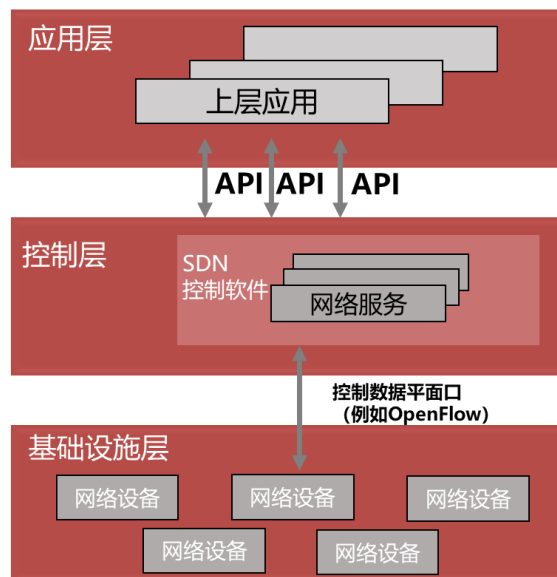 应用层
上层应用
API API API
控制层
SDN
控制软件
网络服务
控制数据平面口
（例如OpenFlow）
基础设施层
网络设备 网络设备 网络设备
网络设备 网络设备